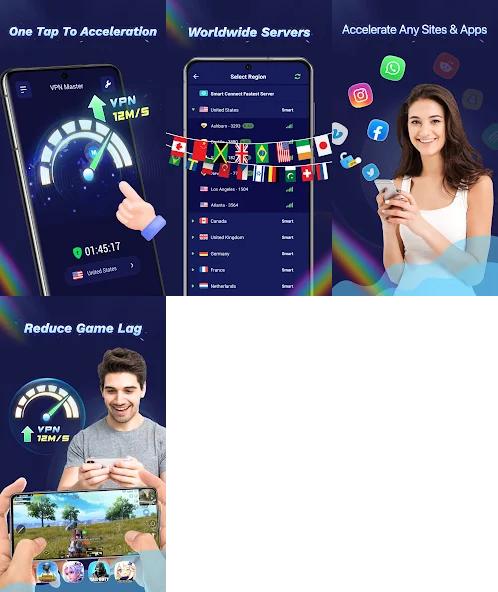 One Tap To Acceleration
VPN Master
VPN
12M/S
01:45:17
United States
Worldwide Servers
Select Region
Smart Connect Fastest Server
United States Smart
Ashburn - 3293
Los Angeles - 1504
Atlanta - 3564
Canada Smart
United Kingdom Smart
Germany Smart
France Smart
Netherlands Smart
Accelerate Any Sites & Apps
Reduce Game Lag
VPN
12M/S